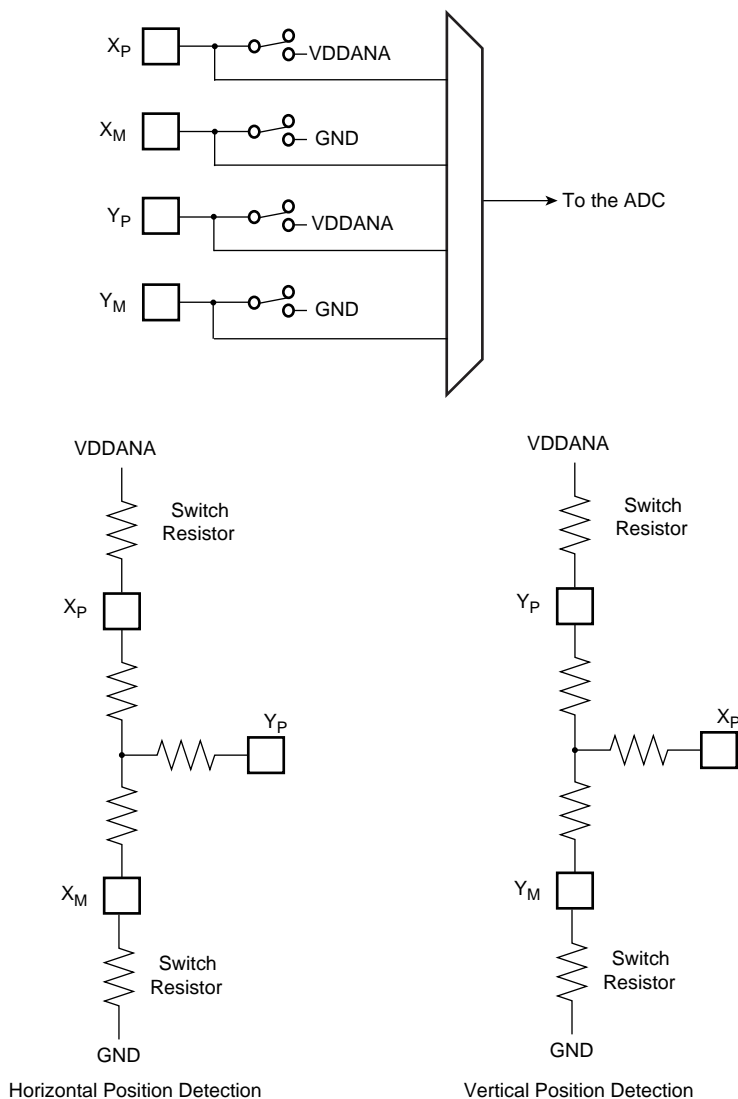 XP
VDDANA
XM
GND
YP
VDDANA
To the ADC
YM
GND
VDDANA
Switch
Resistor
XP
YP
XM
Switch
Resistor
GND
Horizontal Position Detection
VDDANA
Switch
Resistor
YP
XP
YM
Switch
Resistor
GND
Vertical Position Detection